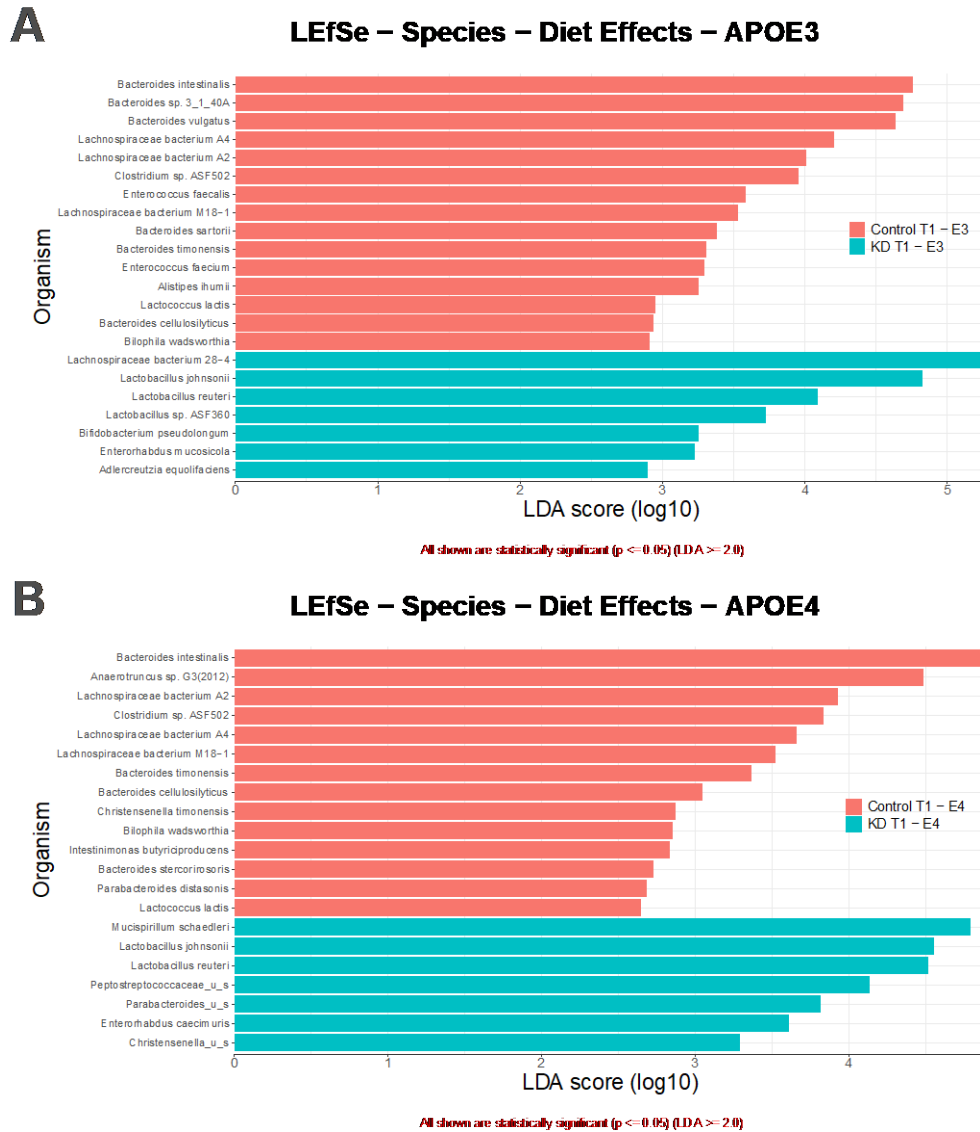 A
LEfSe – Species – Diet Effects – APOE3
Organism
Bacteroides intestinalis
Bacteroides sp. 3_1_40A
Bacteroides vulgatus
Lachnospiraceae bacterium A4
Lachnospiraceae bacterium A2
Clostridium sp. ASF502
Enterococcus faecalis
Lachnospiraceae bacterium M18−1
Bacteroides sartorii
Bacteroides timonensis
Enterococcus faecium
Alistipes ihumii
Lactococcus lactis
Bacteroides cellulosilyticus
Bilophila wadsworthia
Lachnospiraceae bacterium 28−4
Lactobacillus johnsonii
Lactobacillus reuteri
Lactobacillus sp. ASF360
Bifidobacterium pseudolongum
Enterorhabdus mucosicola
Adlercreutzia equolifaciens
Control T1 − E3
KD T1 − E3
0 1 2 3 4 5
LDA score (log10)
All shown are statistically significant (p <= 0.05) (LDA >= 2.0)
B
LEfSe – Species – Diet Effects – APOE4
Organism
Bacteroides intestinalis
Anaerotruncus sp. G3(2012)
Lachnospiraceae bacterium A2
Clostridium sp. ASF502
Lachnospiraceae bacterium A4
Lachnospiraceae bacterium M18−1
Bacteroides timonensis
Bacteroides cellulosilyticus
Christensenella timonensis
Bilophila wadsworthia
Intestinimonas butyriciproducens
Bacteroides stercorirosoris
Parabacteroides distasonis
Lactococcus lactis
Mucispirillum schaedleri
Lactobacillus johnsonii
Lactobacillus reuteri
Peptostreptococcaceae_u_s
Parabacteroides_u_s
Enterorhabdus caecimuris
Christensenella_u_s
Control T1 − E4
KD T1 − E4
0 1 2 3 4
LDA score (log10)
All shown are statistically significant (p <= 0.05) (LDA >= 2.0)